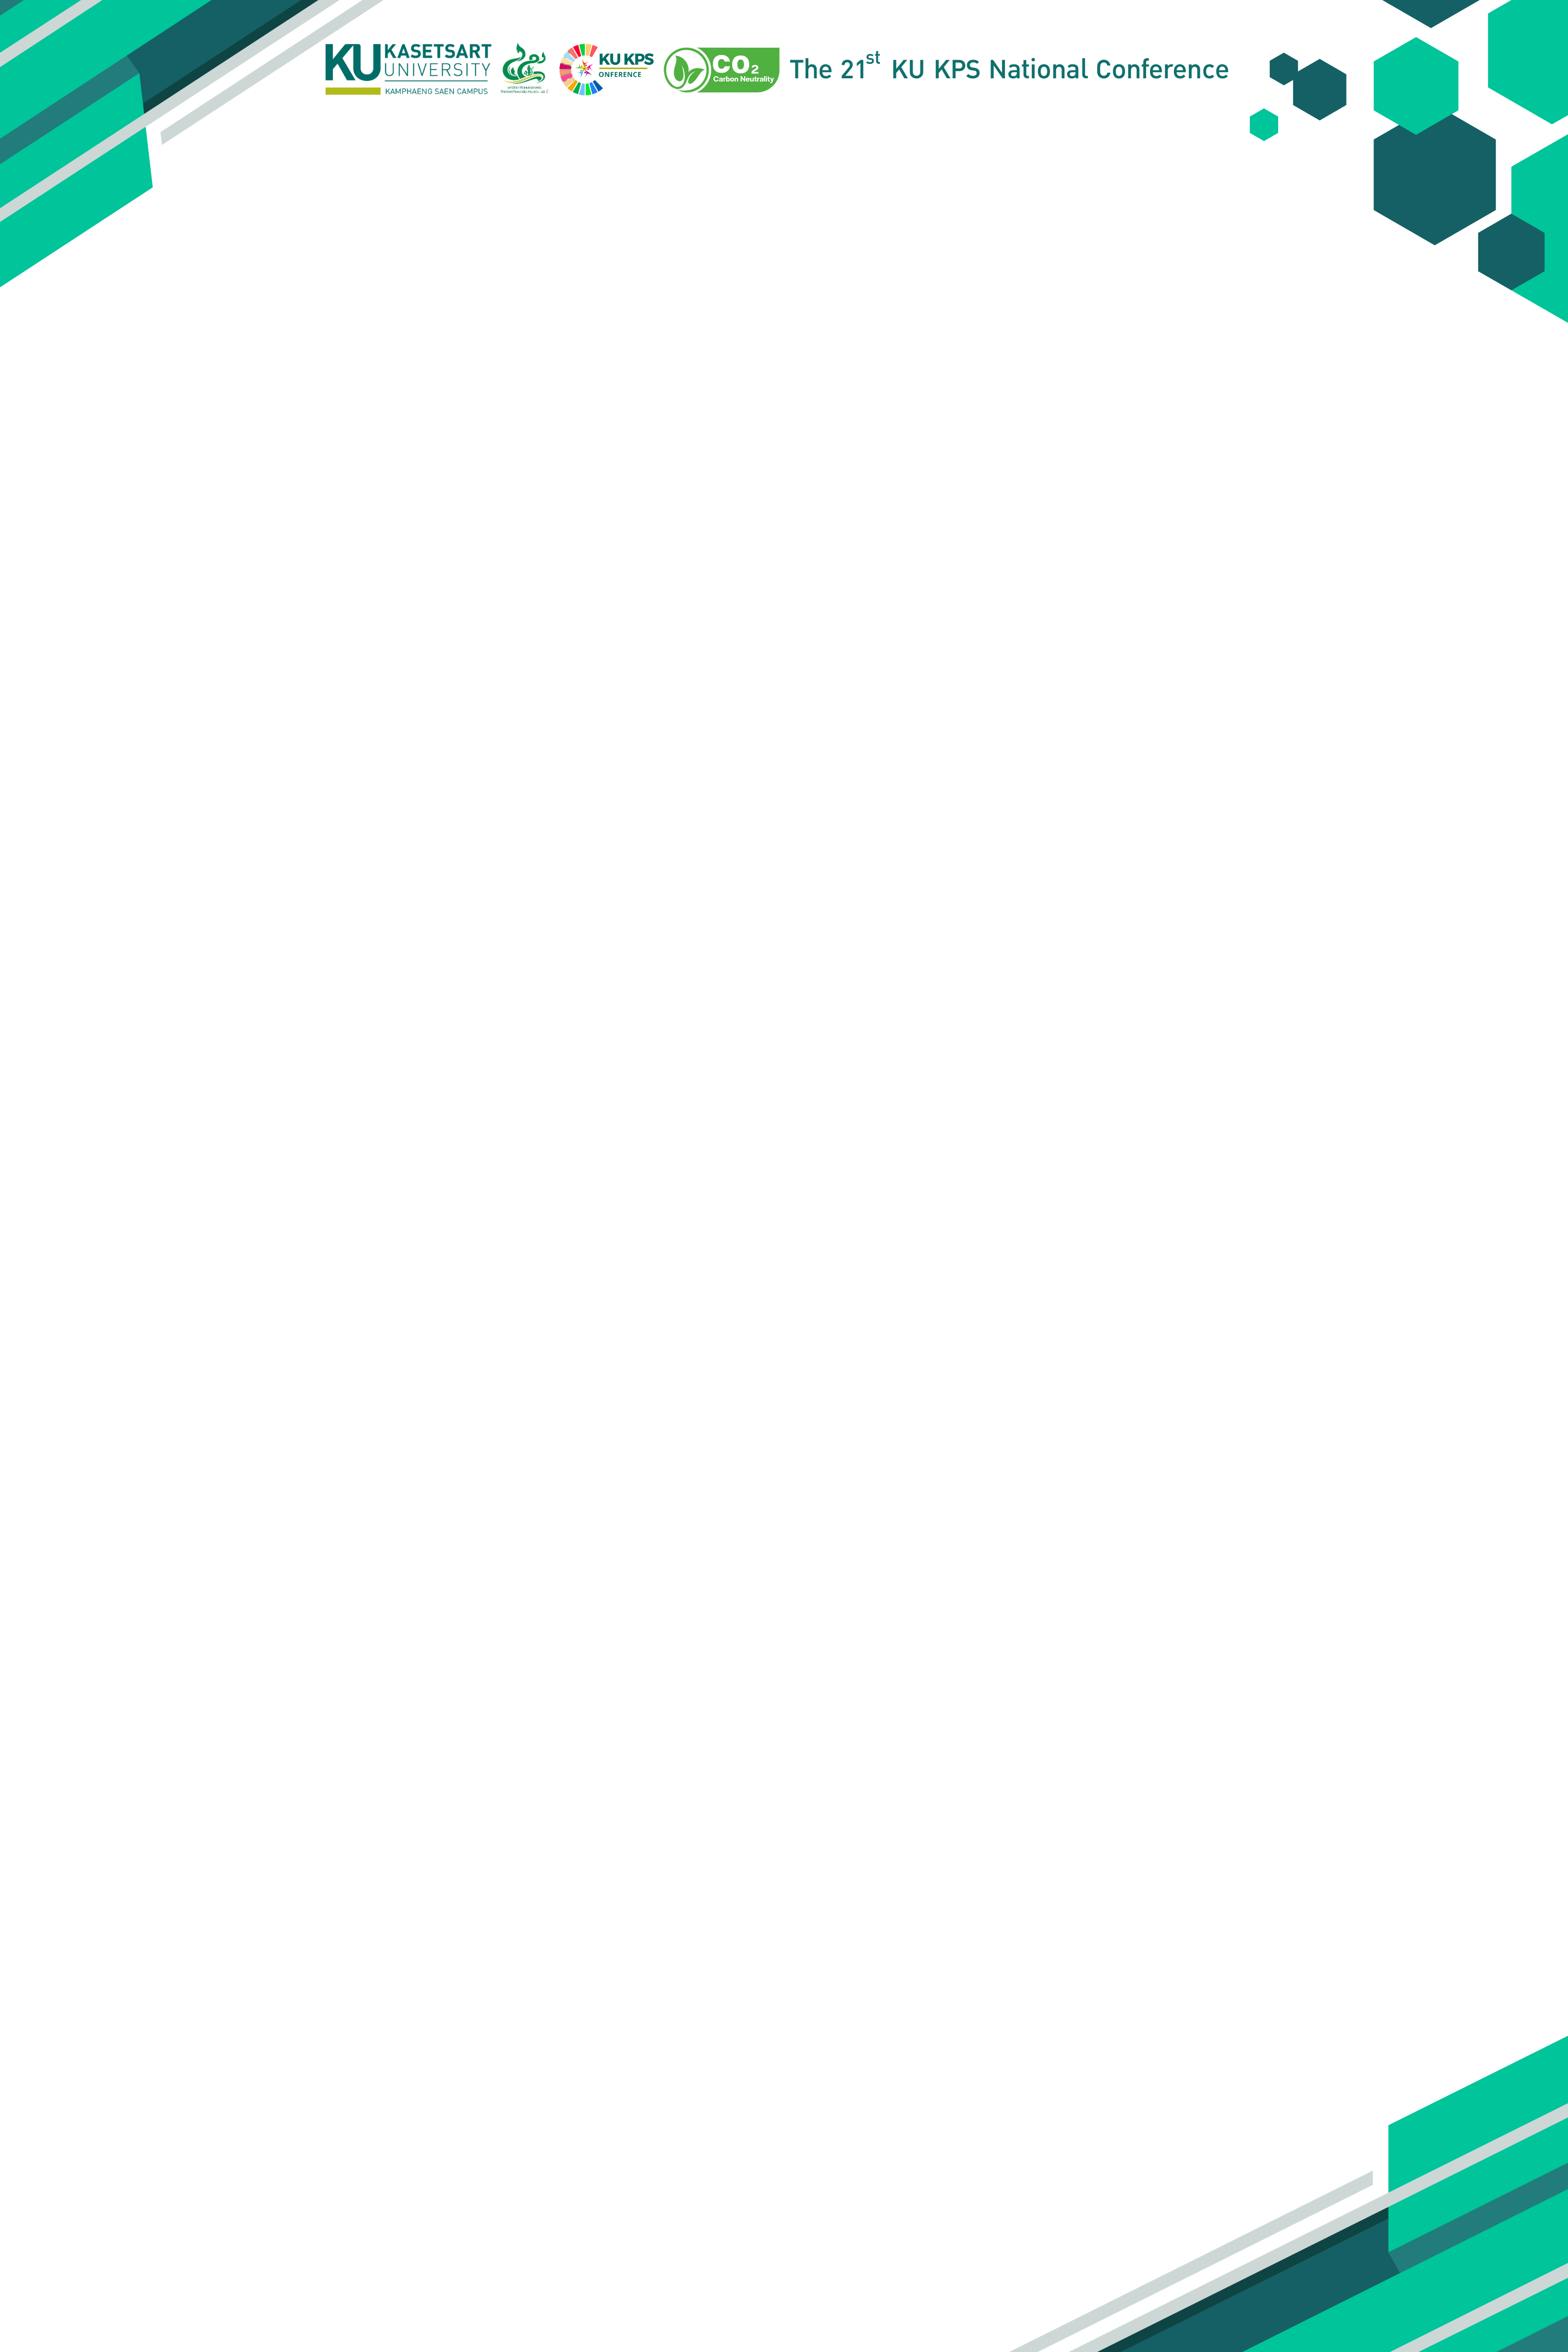 KU KASETSART
UNIVERSITY
KAMPHAENG SAEN CAMPUS
KU KPS
ONFERENCE
CO₂
Carbon Neutrality
The 21st KU KPS National Conference